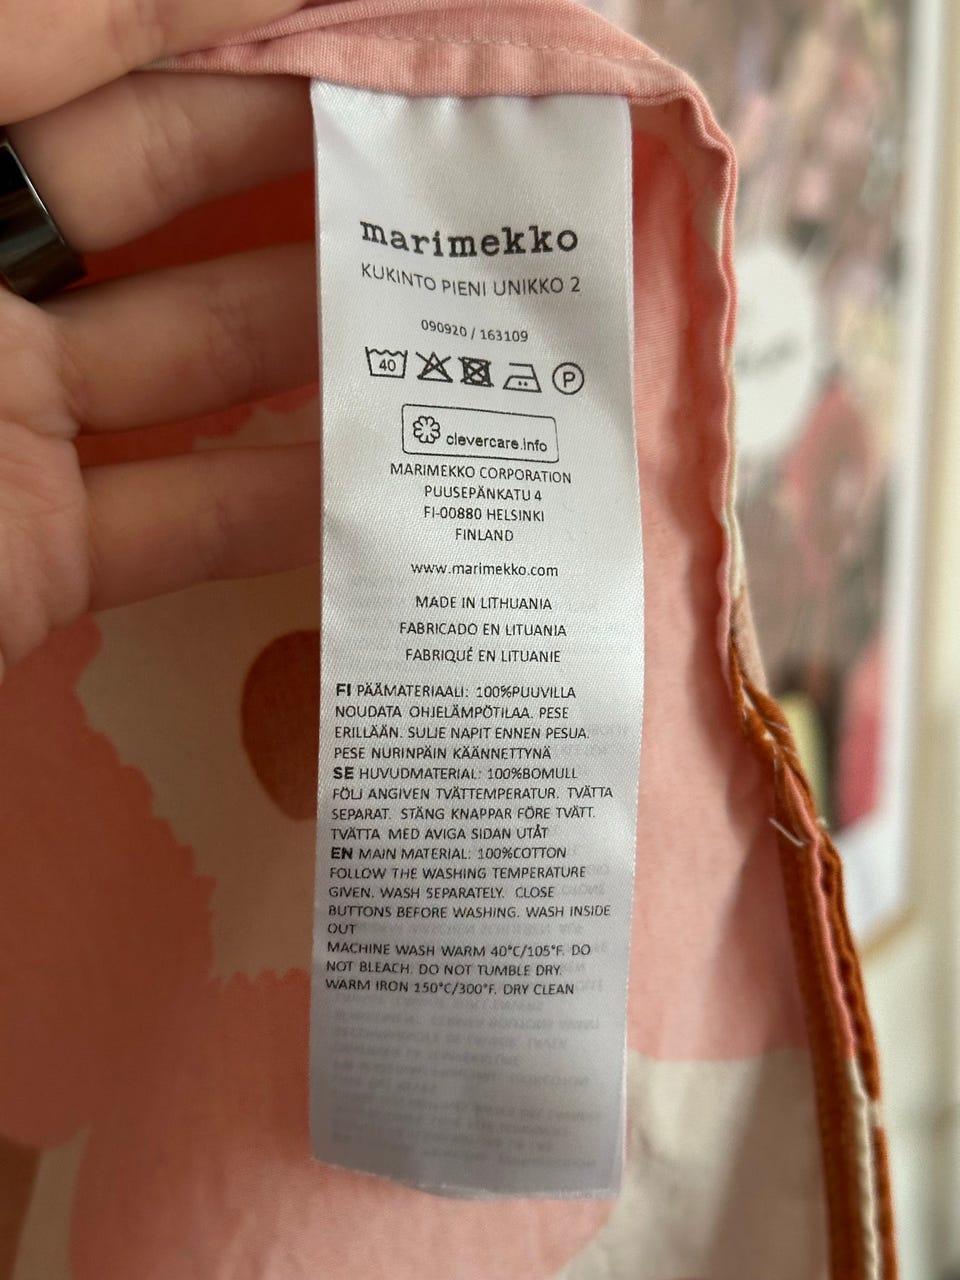 marimekko
KUKINTO PIENI UNIKKO 2
090920 / 163109
40
P
clevercare.info
MARIMEKKO CORPORATION
PUUSEPÄNKATU 4
FI-00880 HELSINKI
FINLAND
www.marimekko.com
MADE IN LITHUANIA
FABRICADO EN LITUANIA
FABRIQUÉ EN LITUANIE
FI PÄÄMATERIAALI: 100%PUUVILLA
NOUDATA OHJELÄMPÖTILAA. PESE
ERILLÄÄN. SULJE NAPIT ENNEN PESUA.
PESE NURINPÄIN KÄÄNNETTYNÄ
SE HUVUDMATERIAL: 100%BOMULL
FÖLJ ANGIVEN TVÄTTEMPERATUR. TVÄTTA
SEPARAT. STÄNG KNAPPAR FÖRE TVÄTT.
TVÄTTA MED AVIGA SIDAN UTÅT
EN MAIN MATERIAL: 100%COTTON
FOLLOW THE WASHING TEMPERATURE
GIVEN. WASH SEPARATELY. CLOSE
BUTTONS BEFORE WASHING. WASH INSIDE
OUT
MACHINE WASH WARM 40°C/105°F. DO
NOT BLEACH. DO NOT TUMBLE DRY.
WARM IRON 150°C/300°F. DRY CLEAN